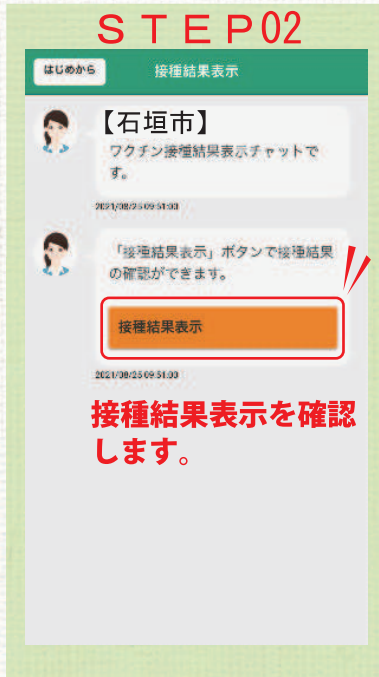 ＳＴＥＰ02
はじめから
接種結果表示
【石垣市】
ワクチン接種結果表示チャットで
す。
2021/08/25 09:51:03
「接種結果表示」ボタンで接種結果
の確認ができます。
接種結果表示
2021/08/25 09:51:03
接種結果表示を確認
します。